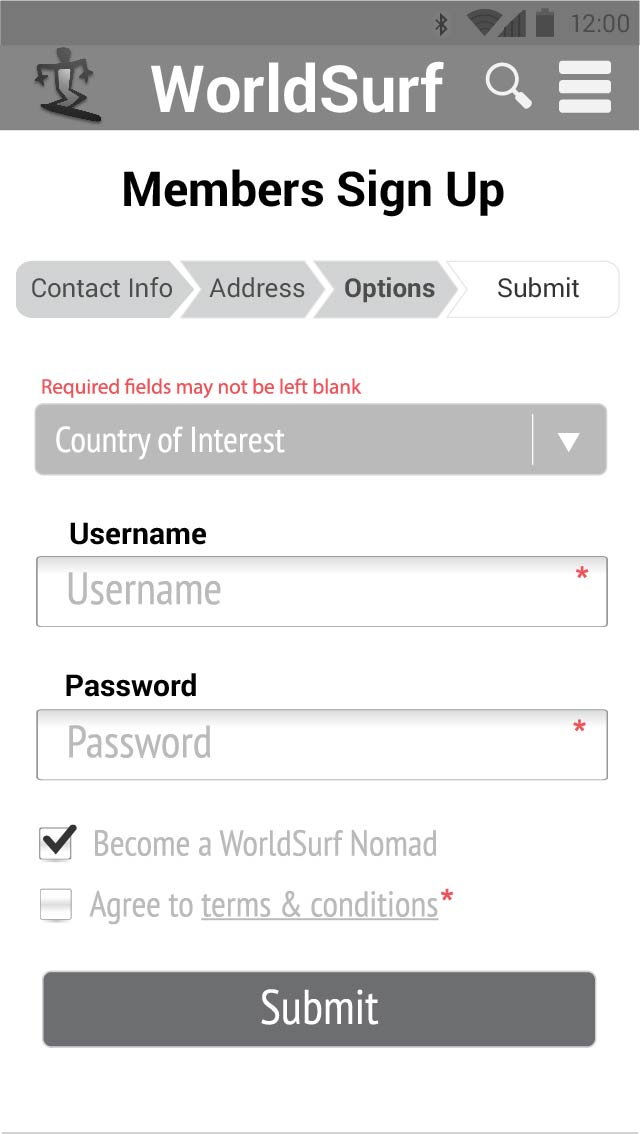 12:00
WorldSurf
Members Sign Up
Contact Info Address Options Submit
Required fields may not be left blank
Country of Interest
Username
Username *
Password
Password *
Become a WorldSurf Nomad
Agree to terms & conditions*
Submit